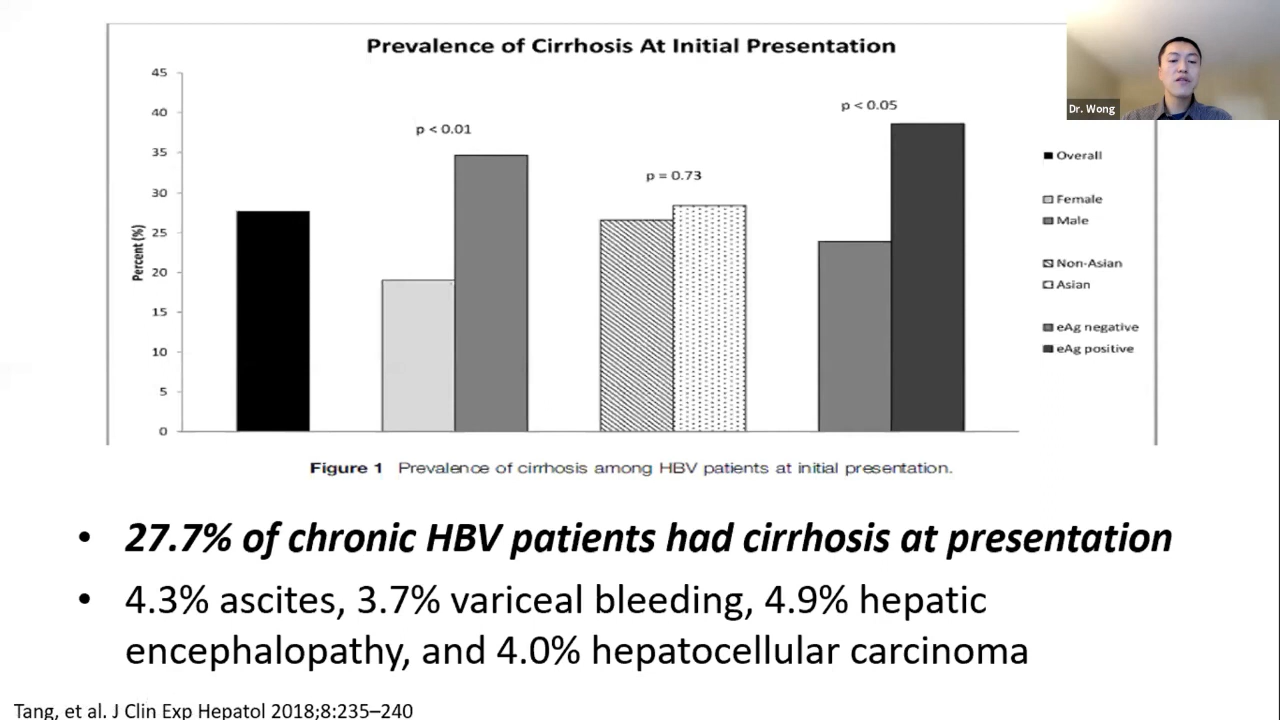 Prevalence of Cirrhosis At Initial Presentation
Dr. Wong
Percent (%)
45
40
35
30
25
20
15
10
5
0
p < 0.01
p = 0.73
p < 0.05
Overall
Female
Male
Non-Asian
Asian
eAg negative
eAg positive
Figure 1 Prevalence of cirrhosis among HBV patients at initial presentation.
• 27.7% of chronic HBV patients had cirrhosis at presentation
• 4.3% ascites, 3.7% variceal bleeding, 4.9% hepatic
encephalopathy, and 4.0% hepatocellular carcinoma
Tang, et al. J Clin Exp Hepatol 2018;8:235–240